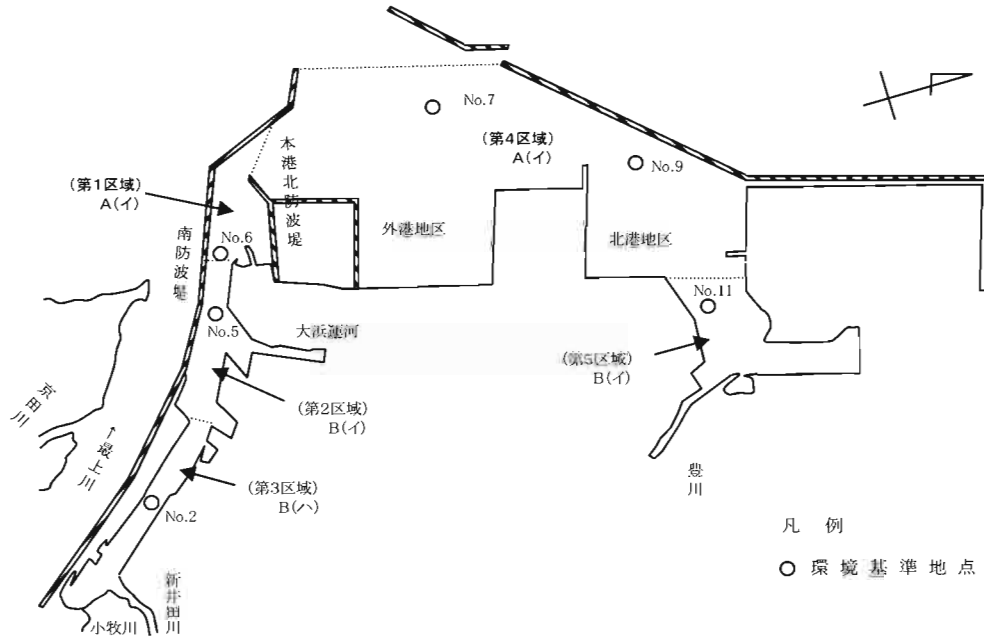 No.7
(第4区域)
A(イ)
No.9
本港北防波堤
(第1区域)
A(イ)
南防波堤
No.6
外港地区
北港地区
No.11
No.5
大浜運河
(第5区域)
B(イ)
京田川
(第2区域)
B(イ)
↑最上川
豊川
(第3区域)
B(ハ)
No.2
凡 例
○ 環境基準地点
新井田川
小牧川